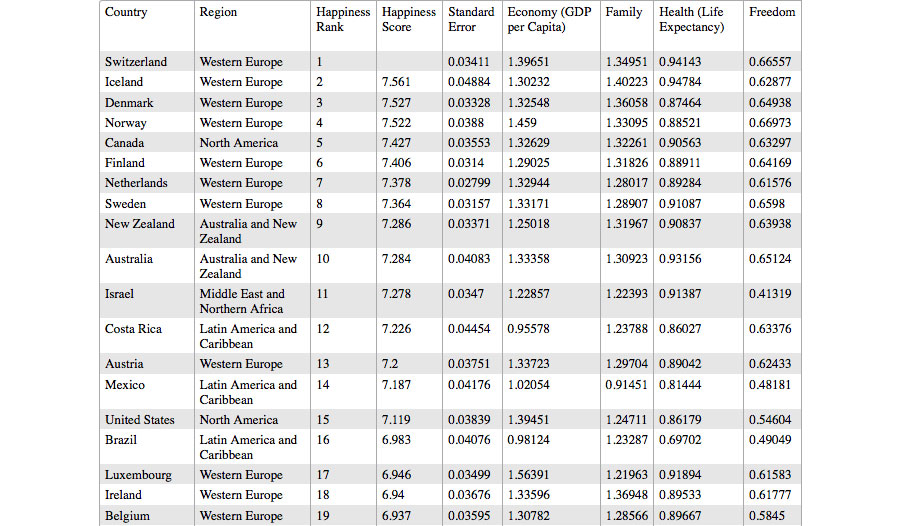 Country Region Happiness Rank Happiness Score Standard Error Economy (GDP per Capita) Family Health (Life Expectancy) Freedom
Switzerland Western Europe 1 0.03411 1.39651 1.34951 0.94143 0.66557
Iceland Western Europe 2 7.561 0.04884 1.30232 1.40223 0.94784 0.62877
Denmark Western Europe 3 7.527 0.03328 1.32548 1.36058 0.87464 0.64938
Norway Western Europe 4 7.522 0.0388 1.459 1.33095 0.88521 0.66973
Canada North America 5 7.427 0.03553 1.32629 1.32261 0.90563 0.63297
Finland Western Europe 6 7.406 0.0314 1.29025 1.31826 0.88911 0.64169
Netherlands Western Europe 7 7.378 0.02799 1.32944 1.28017 0.89284 0.61576
Sweden Western Europe 8 7.364 0.03157 1.33171 1.28907 0.91087 0.6598
New Zealand Australia and New Zealand 9 7.286 0.03371 1.25018 1.31967 0.90837 0.63938
Australia Australia and New Zealand 10 7.284 0.04083 1.33358 1.30923 0.93156 0.65124
Israel Middle East and Northern Africa 11 7.278 0.0347 1.22857 1.22393 0.91387 0.41319
Costa Rica Latin America and Caribbean 12 7.226 0.04454 0.95578 1.23788 0.86027 0.63376
Austria Western Europe 13 7.2 0.03751 1.33723 1.29704 0.89042 0.62433
Mexico Latin America and Caribbean 14 7.187 0.04176 1.02054 0.91451 0.81444 0.48181
United States North America 15 7.119 0.03839 1.39451 1.24711 0.86179 0.54604
Brazil Latin America and Caribbean 16 6.983 0.04076 0.98124 1.23287 0.69702 0.49049
Luxembourg Western Europe 17 6.946 0.03499 1.56391 1.21963 0.91894 0.61583
Ireland Western Europe 18 6.94 0.03676 1.33596 1.36948 0.89533 0.61777
Belgium Western Europe 19 6.937 0.03595 1.30782 1.28566 0.89667 0.5845